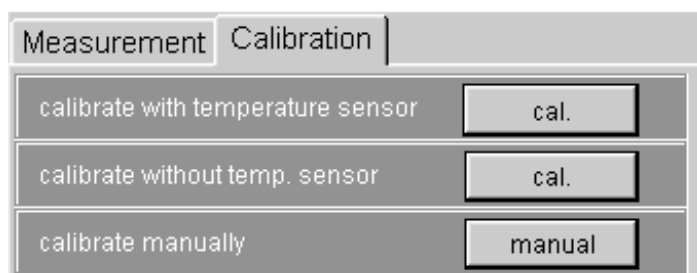 Measurement Calibration
calibrate with temperature sensor cal.
calibrate without temp. sensor cal.
calibrate manually manual